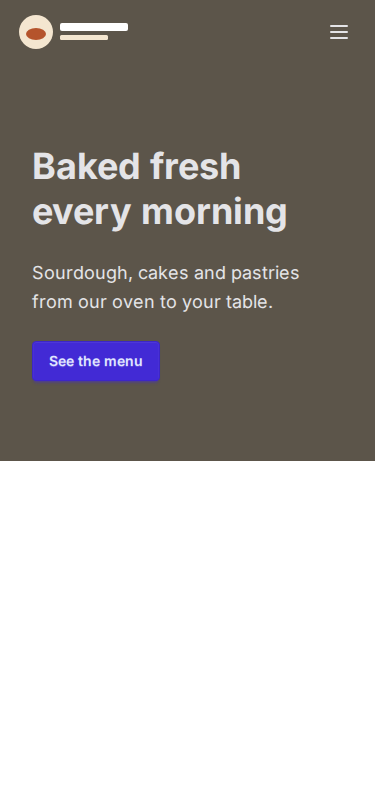 Baked fresh
every morning
Sourdough, cakes and pastries
from our oven to your table.
See the menu